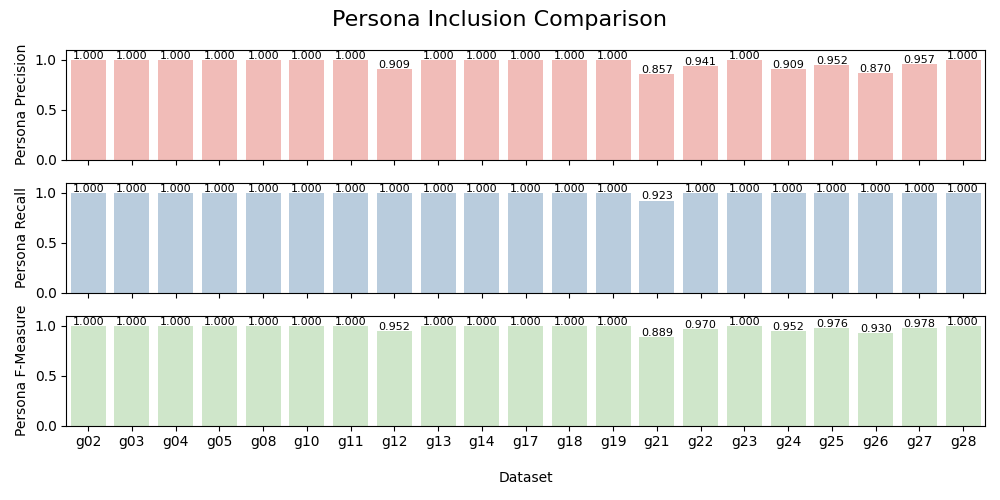 Persona Inclusion Comparison
Persona Precision
1.0
0.5
0.0
1.000 1.000 1.000 1.000 1.000 1.000 1.000 0.909 1.000 1.000 1.000 1.000 1.000 0.857 0.941 1.000 0.909 0.952 0.870 0.957 1.000
Persona Recall
1.0
0.5
0.0
1.000 1.000 1.000 1.000 1.000 1.000 1.000 1.000 1.000 1.000 1.000 1.000 1.000 0.923 1.000 1.000 1.000 1.000 1.000 1.000 1.000
Persona F-Measure
1.0
0.5
0.0
1.000 1.000 1.000 1.000 1.000 1.000 1.000 0.952 1.000 1.000 1.000 1.000 1.000 0.889 0.970 1.000 0.952 0.976 0.930 0.978 1.000
g02 g03 g04 g05 g08 g10 g11 g12 g13 g14 g17 g18 g19 g21 g22 g23 g24 g25 g26 g27 g28
Dataset